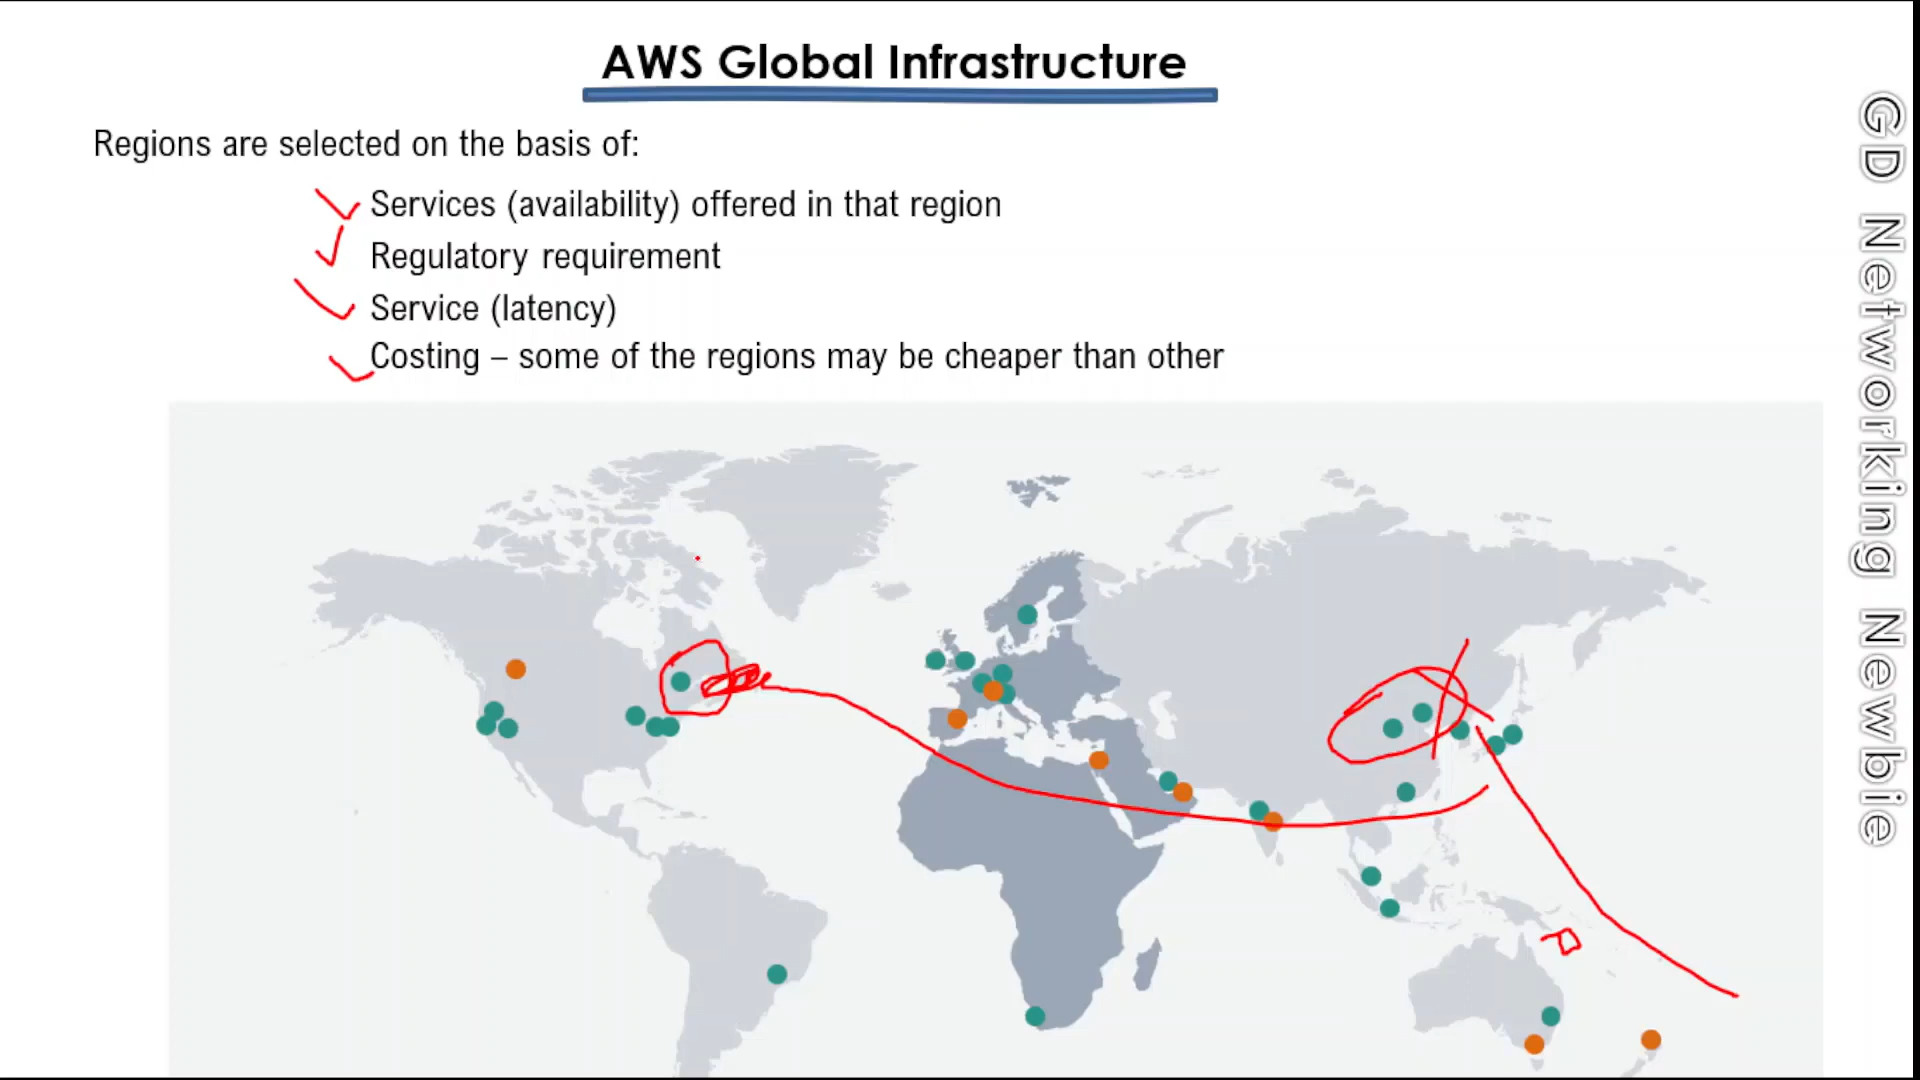 AWS Global Infrastructure
Regions are selected on the basis of:
Services (availability) offered in that region
Regulatory requirement
Service (latency)
Costing – some of the regions may be cheaper than other
GD Networking Newbie